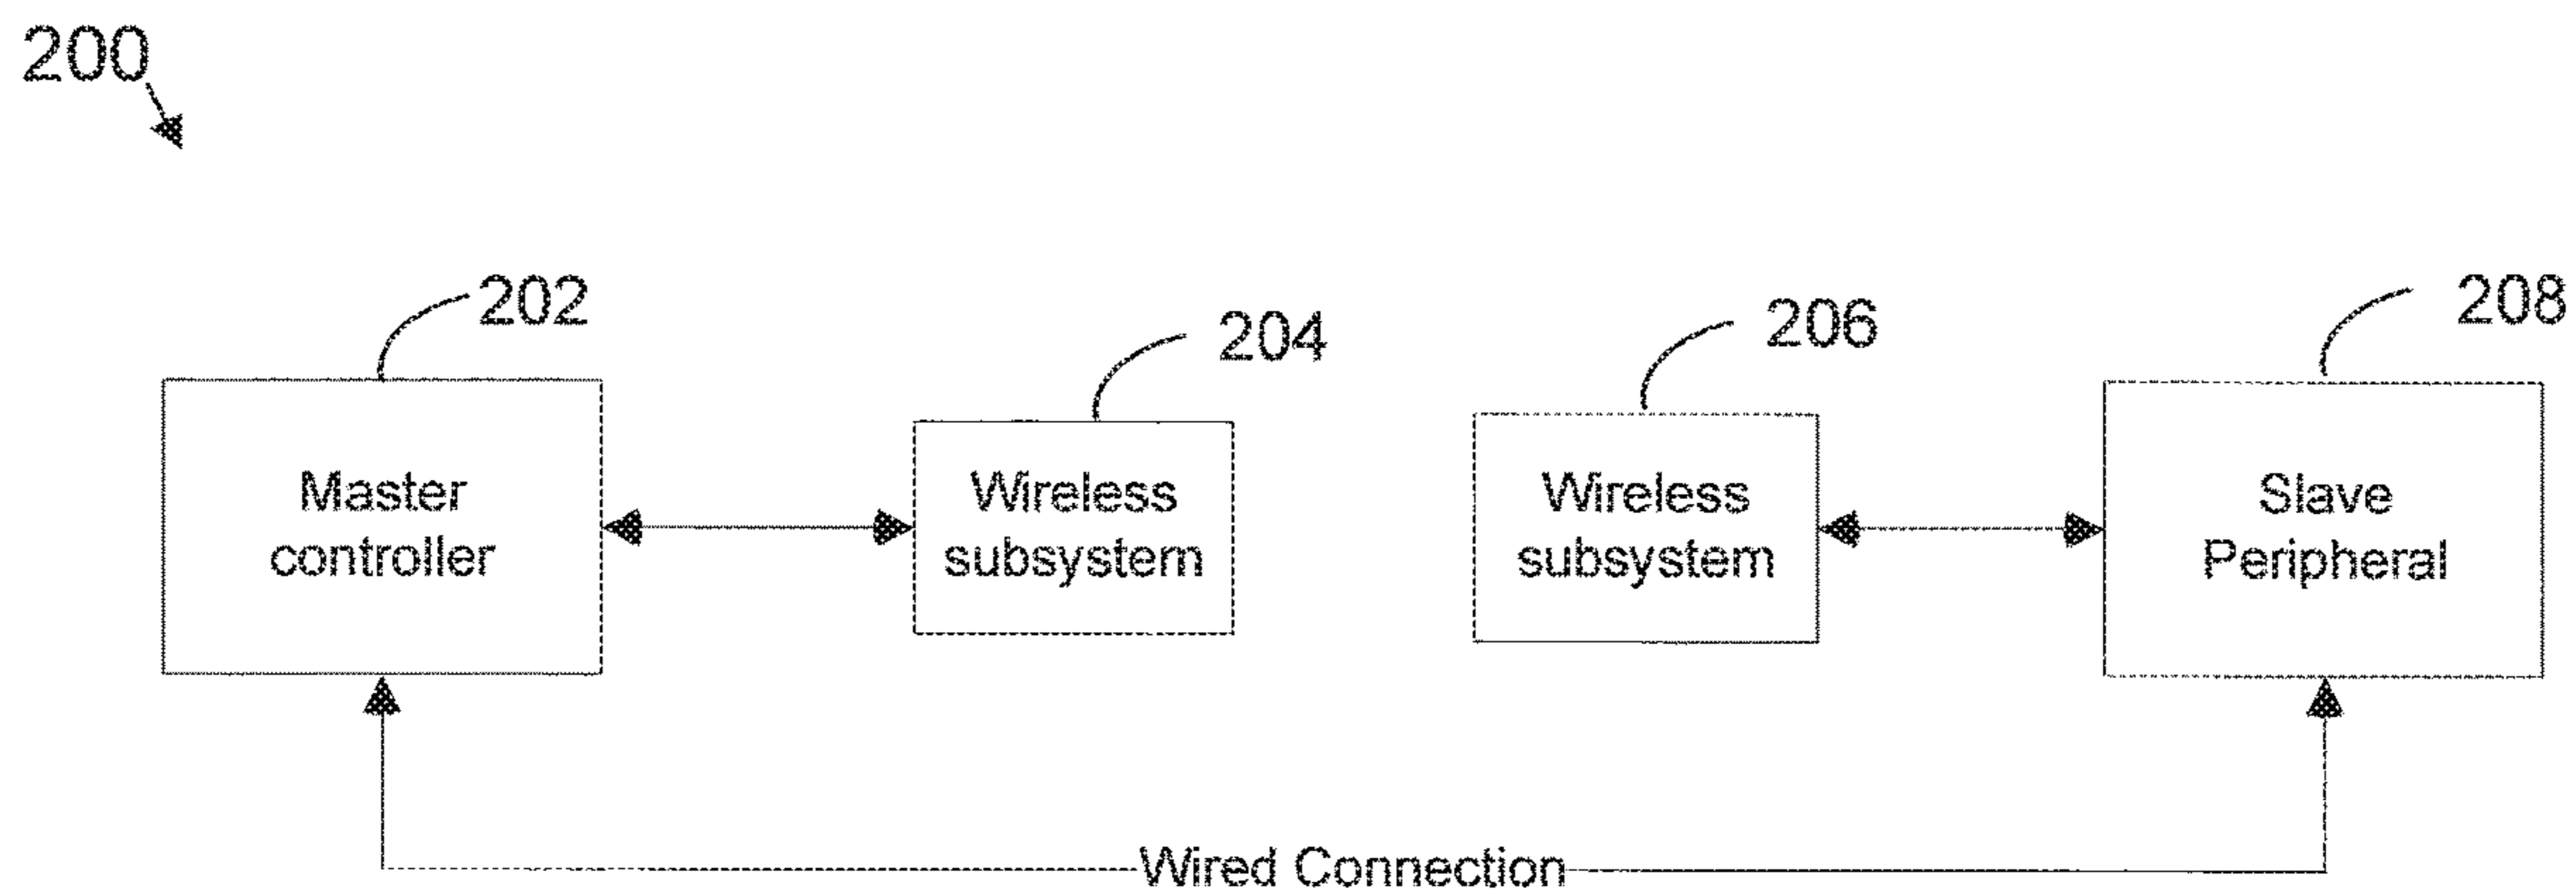 200
202
204
206
208
Master
controller
Wireless
subsystem
Wireless
subsystem
Slave
Peripheral
Wired Connection